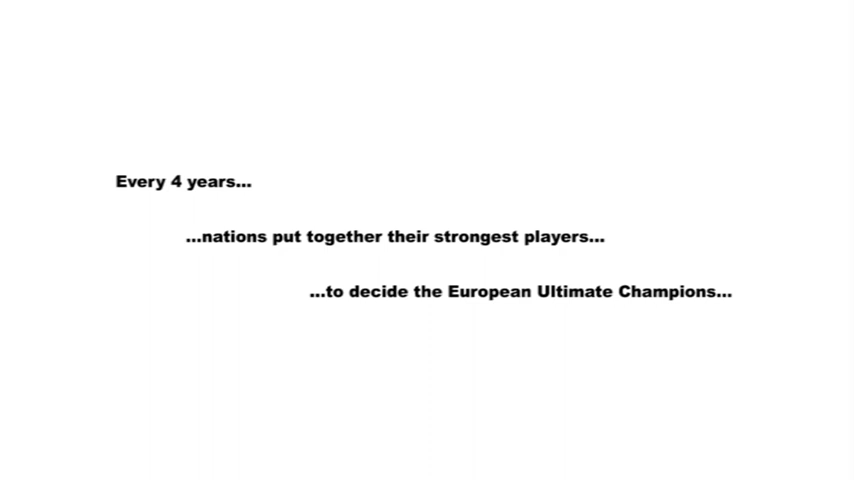 Every 4 years...
...nations put together their strongest players...
...to decide the European Ultimate Champions...